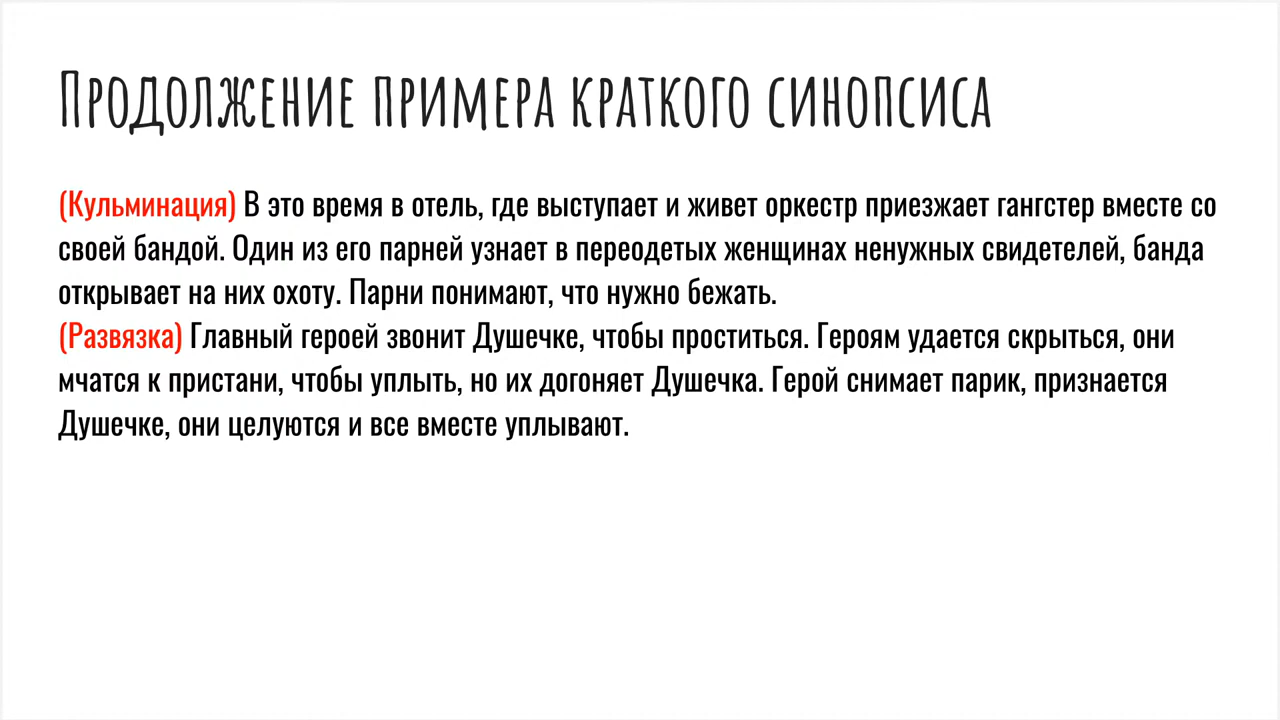 Продолжение примера краткого синопсиса
(Кульминация) В это время в отель, где выступает и живет оркестр приезжает гангстер вместе со
своей бандой. Один из его парней узнает в переодетых женщинах ненужных свидетелей, банда
открывает на них охоту. Парни понимают, что нужно бежать.
(Развязка) Главный героей звонит Душечке, чтобы проститься. Героям удается скрыться, они
мчатся к пристани, чтобы уплыть, но их догоняет Душечка. Герой снимает парик, признается
Душечке, они целуются и все вместе уплывают.